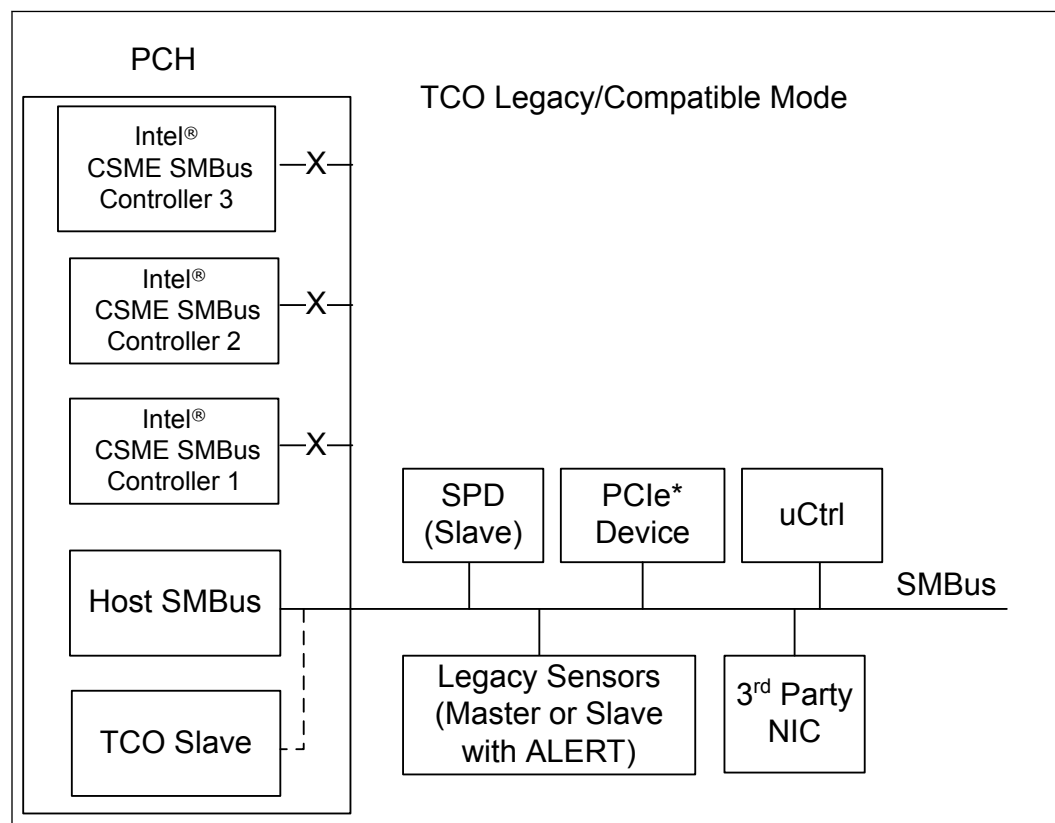 PCH
TCO Legacy/Compatible Mode
Intel®
CSME SMBus
Controller 3
X
Intel®
CSME SMBus
Controller 2
X
Intel®
CSME SMBus
Controller 1
X
SPD
(Slave)
PCIe*
Device
uCtrl
Host SMBus
SMBus
Legacy Sensors
(Master or Slave
with ALERT)
3rd Party
NIC
TCO Slave